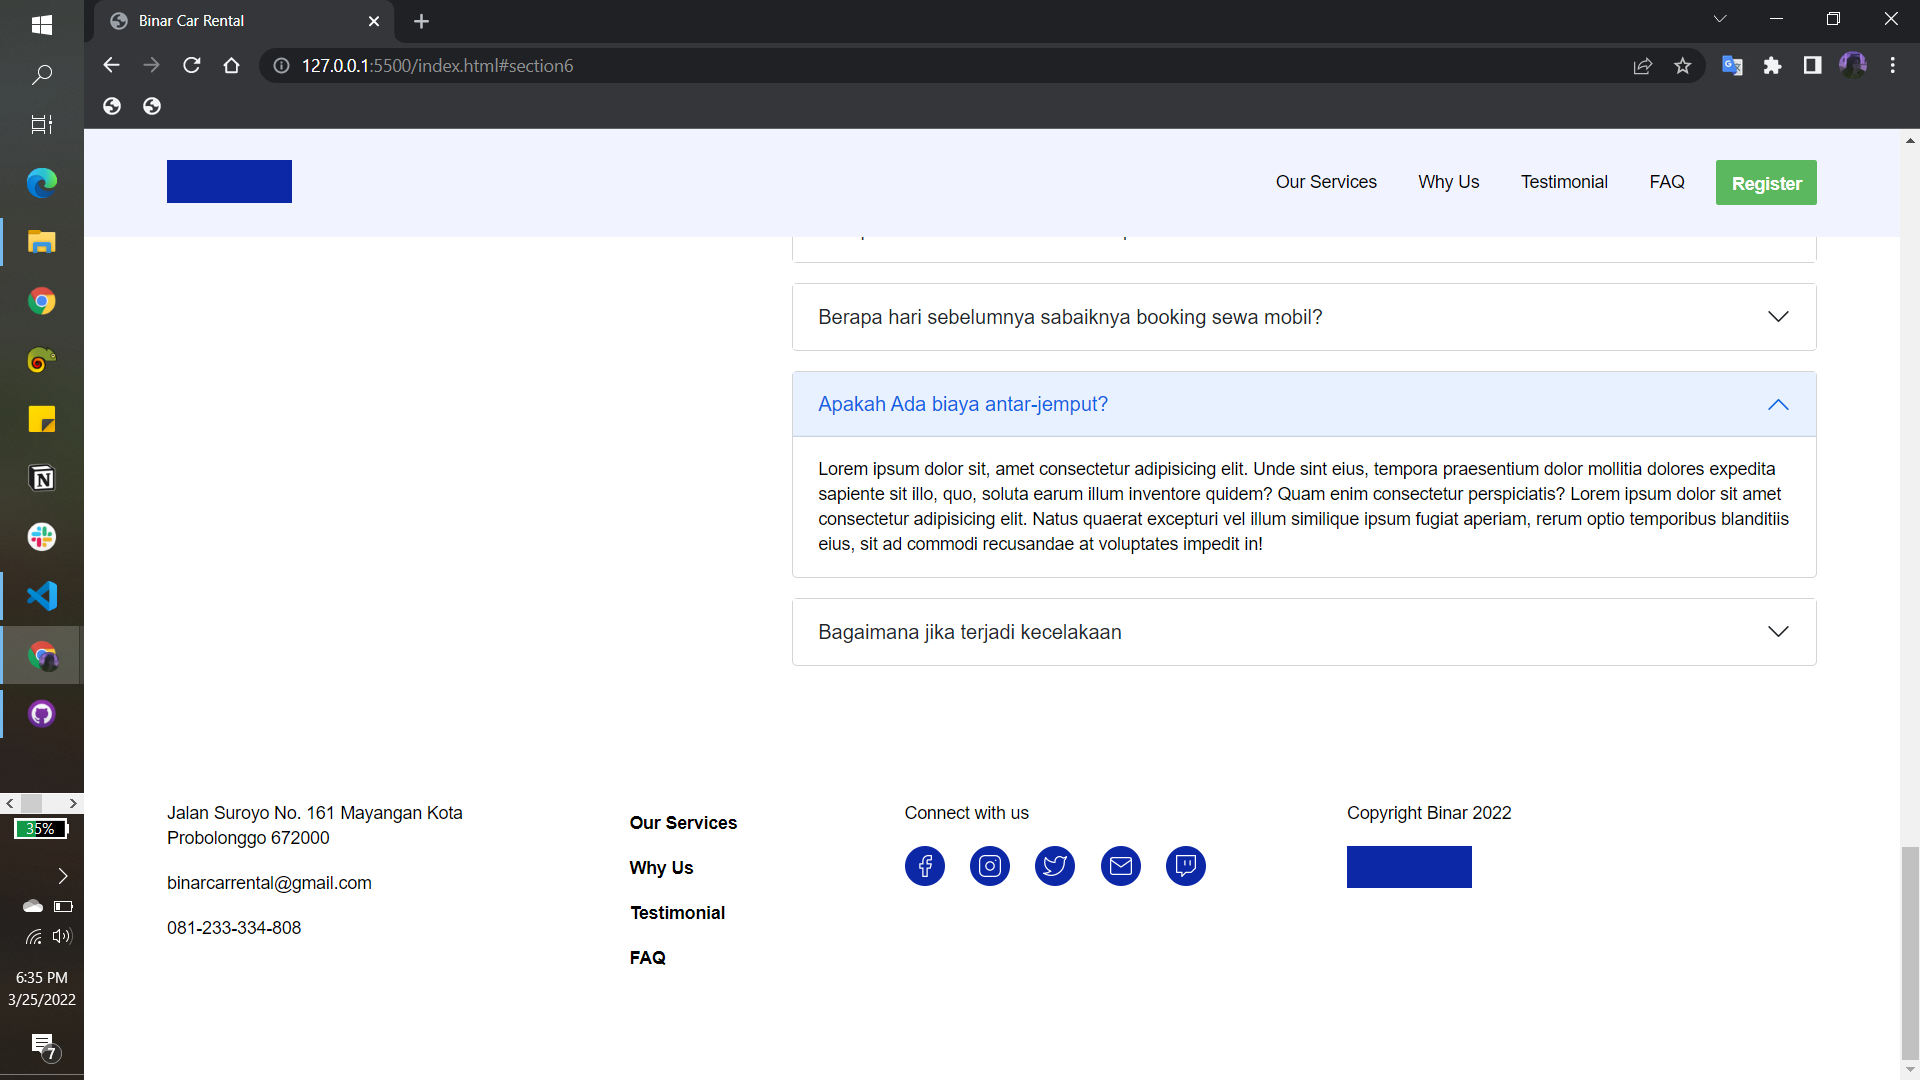 Binar Car Rental
127.0.0.1:5500/index.html#section6
Our Services
Why Us
Testimonial
FAQ
Register
Berapa hari sebelumnya sabaiknya booking sewa mobil?
Apakah Ada biaya antar-jemput?
Lorem ipsum dolor sit, amet consectetur adipisicing elit. Unde sint eius, tempora praesentium dolor mollitia dolores expedita
sapiente sit illo, quo, soluta earum illum inventore quidem? Quam enim consectetur perspiciatis? Lorem ipsum dolor sit amet
consectetur adipisicing elit. Natus quaerat excepturi vel illum similique ipsum fugiat aperiam, rerum optio temporibus blanditiis
eius, sit ad commodi recusandae at voluptates impedit in!
Bagaimana jika terjadi kecelakaan
Jalan Suroyo No. 161 Mayangan Kota
Probolonggo 672000
binarcarrental@gmail.com
081-233-334-808
Our Services
Why Us
Testimonial
FAQ
Connect with us
Copyright Binar 2022
35%
6:35 PM
3/25/2022
7